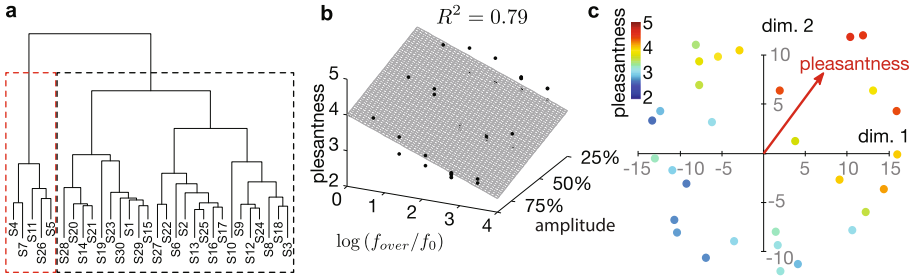 a
S4
S7
S11
S26
S5
S28
S20
S14
S21
S19
S23
S30
S1
S29
S15
S27
S22
S6
S2
S13
S25
S16
S17
S10
S9
S12
S24
S8
S18
S3
b
R² = 0.79
plesantness
5
4
3
2
0
1
2
3
4
log (f_over/f_0)
25%
50%
75%
amplitude
c
pleasantness
5
4
3
2
dim. 2
10
5
pleasantness
dim. 1
-15
-10
-5
5
10
15
-5
-10